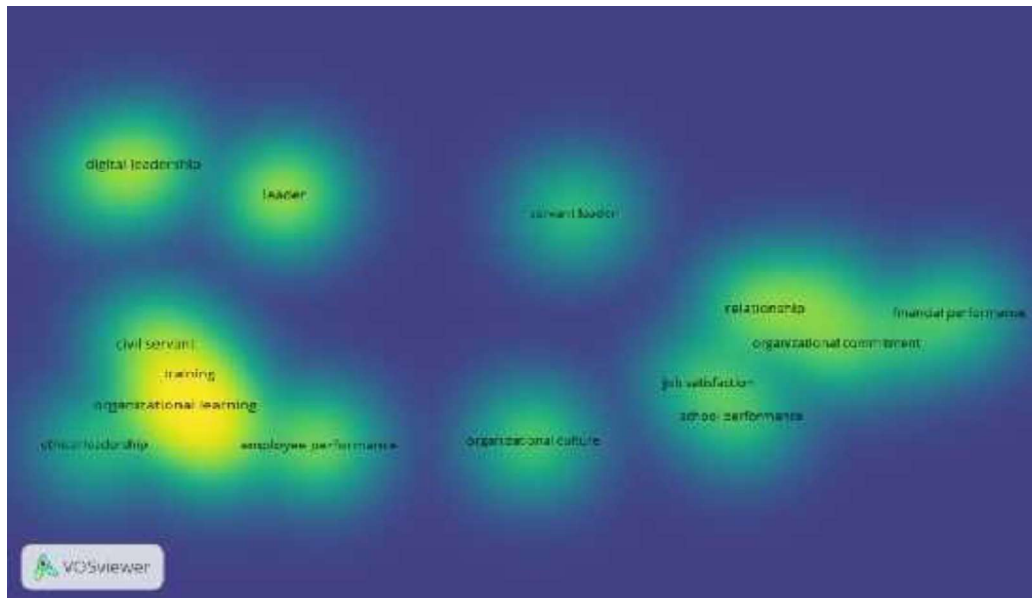 digital leadership
leader
servant leader
relationship
financial performance
civil servant
organizational commitment
training
job satisfaction
organizational learning
school performance
ethical leadership
employee performance
organizational culture
VOSviewer